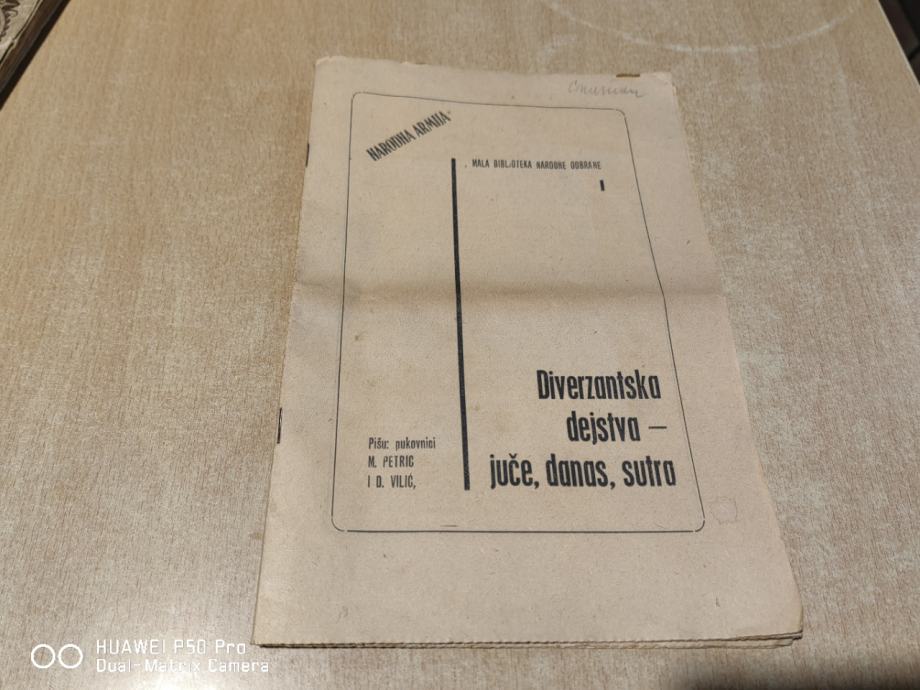 „NARODNA ARMIJA"
MALA BIBLIOTEKA NARODNE ODBRANE
I
Diverzantska
dejstva —
juče, danas, sutra
Pišu: pukovnici
M. PETRIC
I D. VILIĆ,
HUAWEI P50 Pro
Dual-Matrix Camera